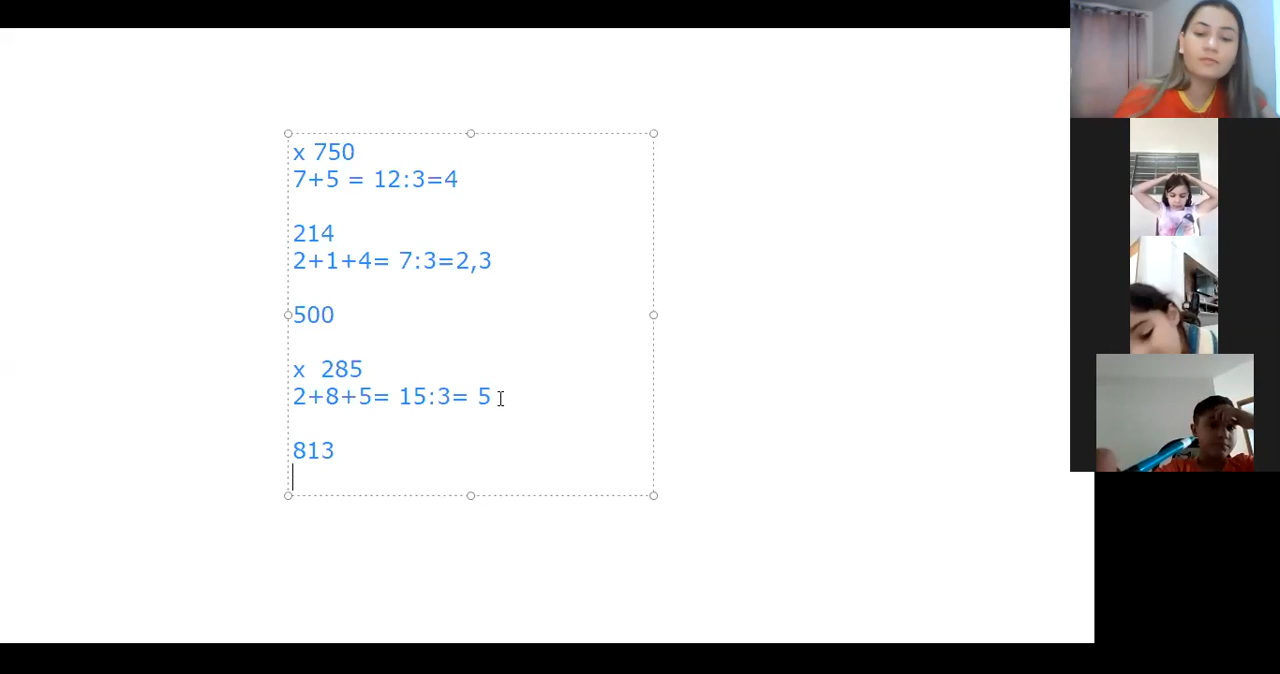 x 750
7+5 = 12:3=4
214
2+1+4= 7:3=2,3
500
x  285
2+8+5= 15:3= 5
813